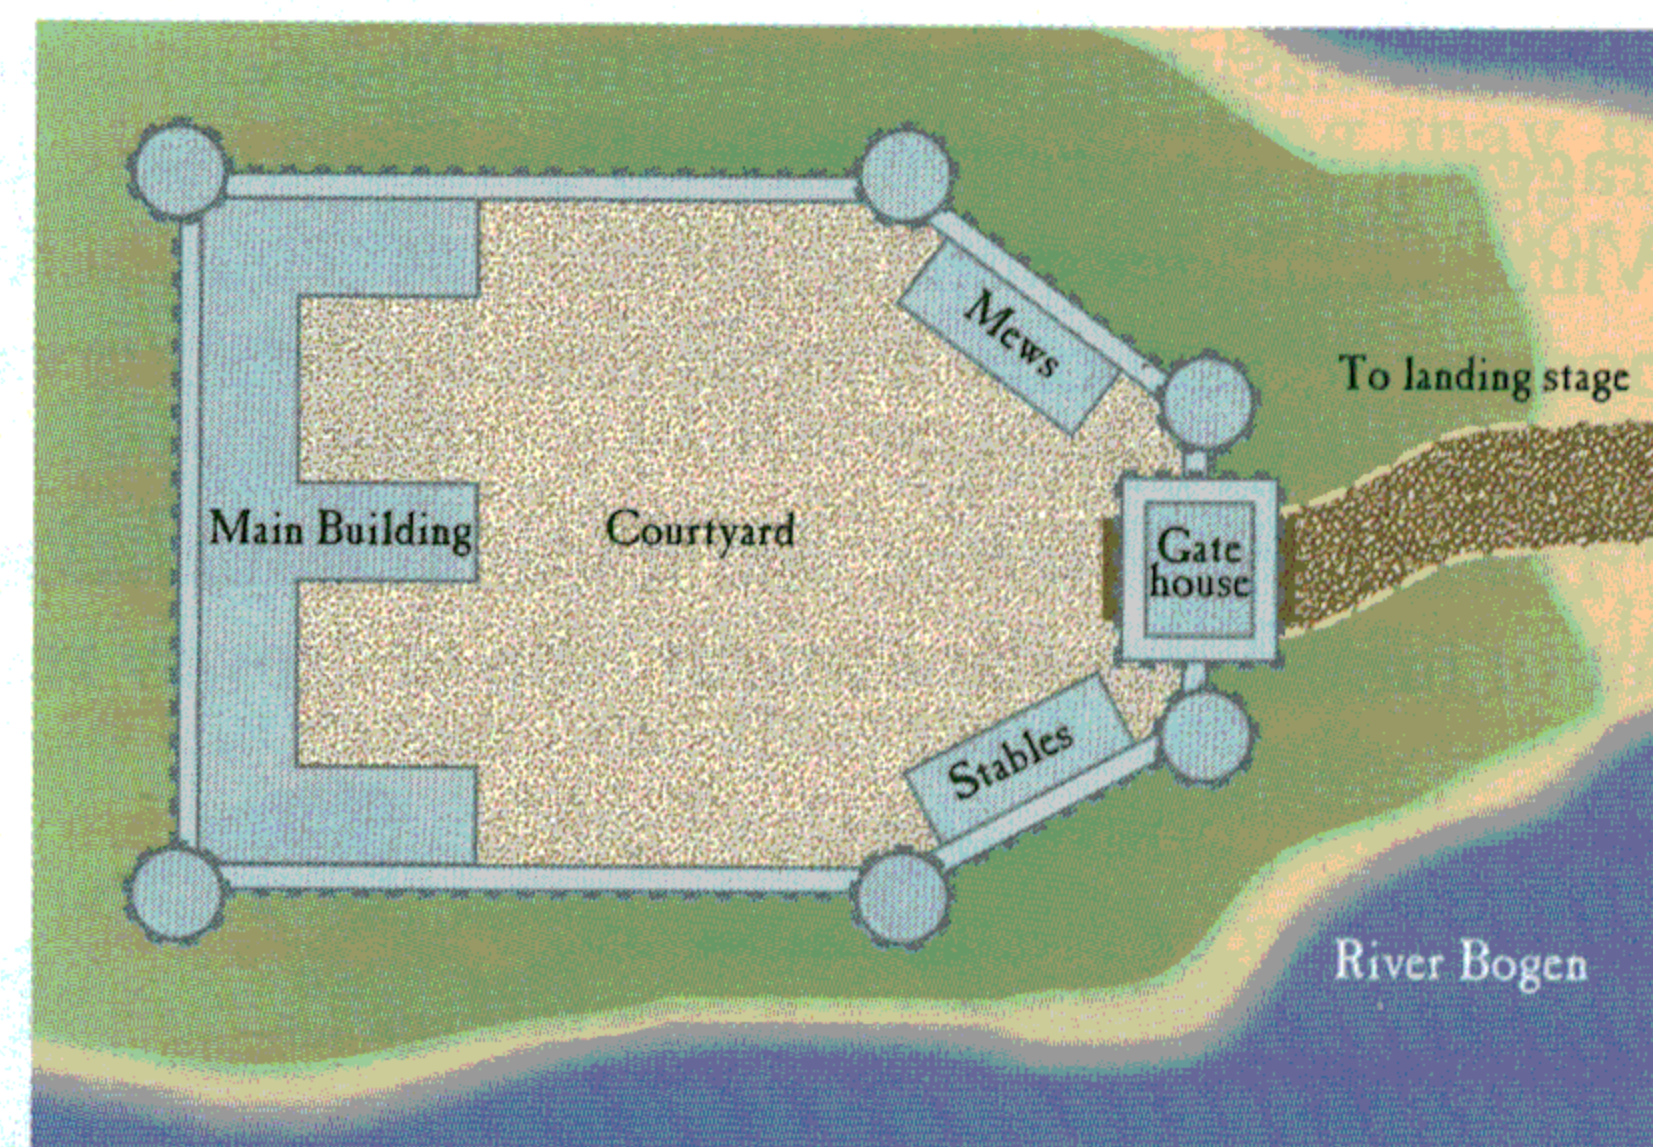 Mews
To landing stage
Main Building
Courtyard
Gate
house
Stables
River Bogen